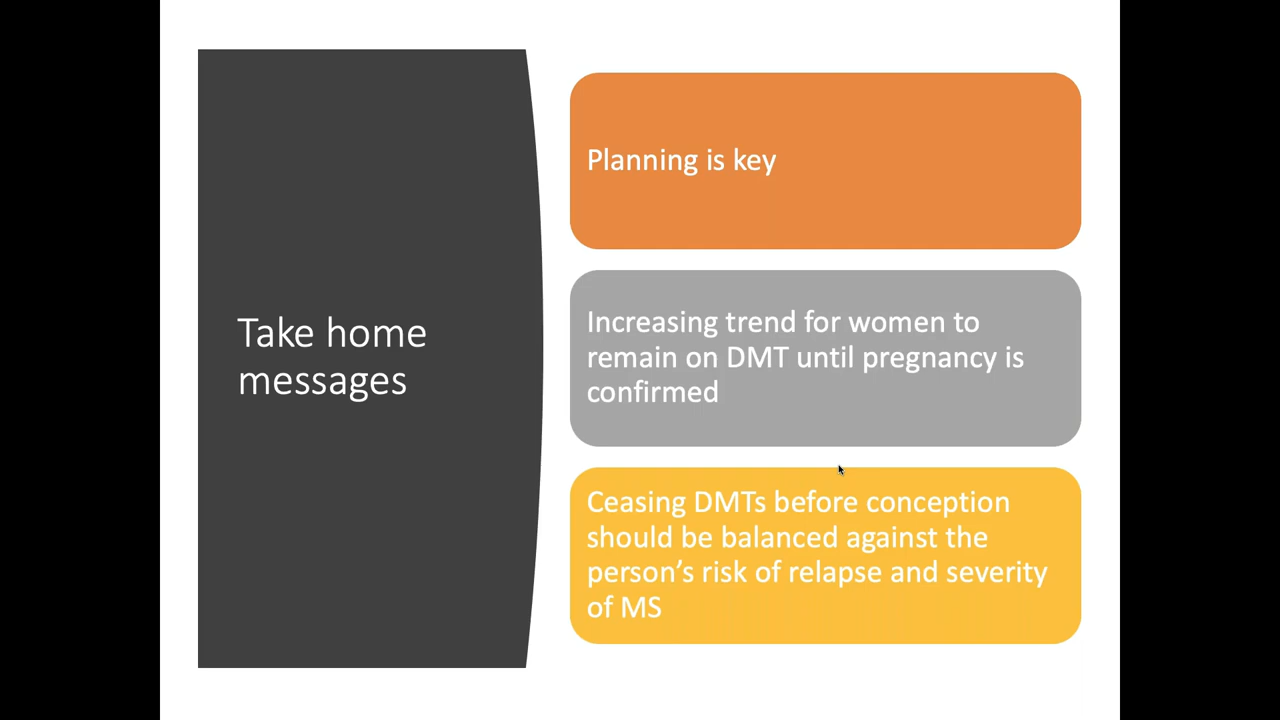 Take home
messages
Planning is key
Increasing trend for women to
remain on DMT until pregnancy is
confirmed
Ceasing DMTs before conception
should be balanced against the
person’s risk of relapse and severity
of MS